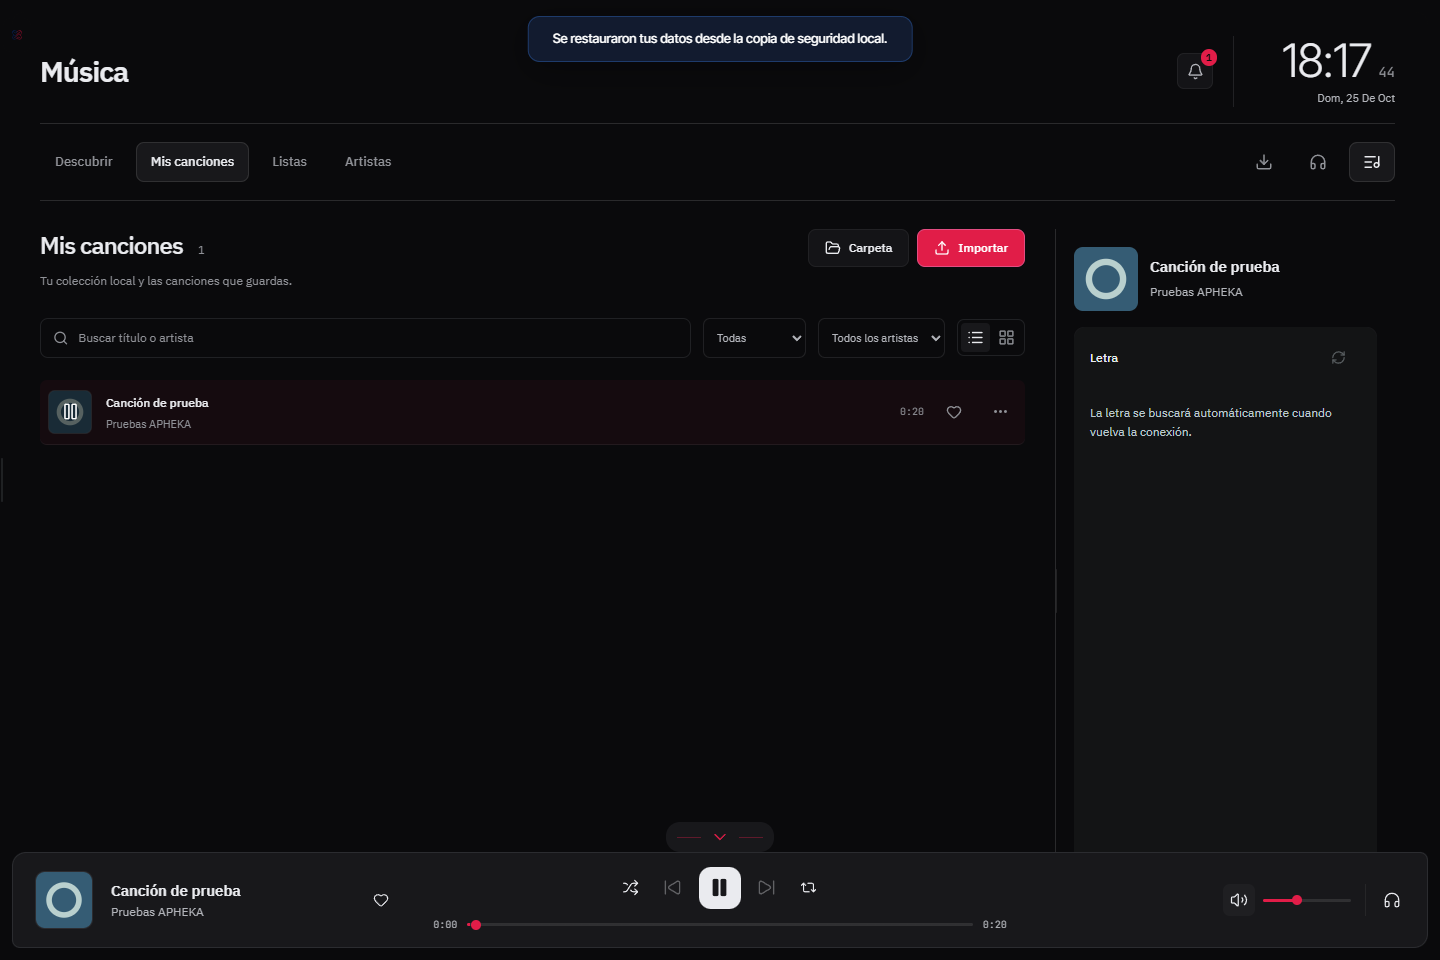 Se restauraron tus datos desde la copia de seguridad local.
Música
1
18:17 44
Dom, 25 De Oct
Descubrir
Mis canciones
Listas
Artistas
Mis canciones 1
Carpeta
Importar
Tu colección local y las canciones que guardas.
Buscar título o artista
Todas
Todos los artistas
Canción de prueba
Pruebas APHEKA
0:20
Canción de prueba
Pruebas APHEKA
Letra
La letra se buscará automáticamente cuando
vuelva la conexión.
Canción de prueba
Pruebas APHEKA
0:00
0:20